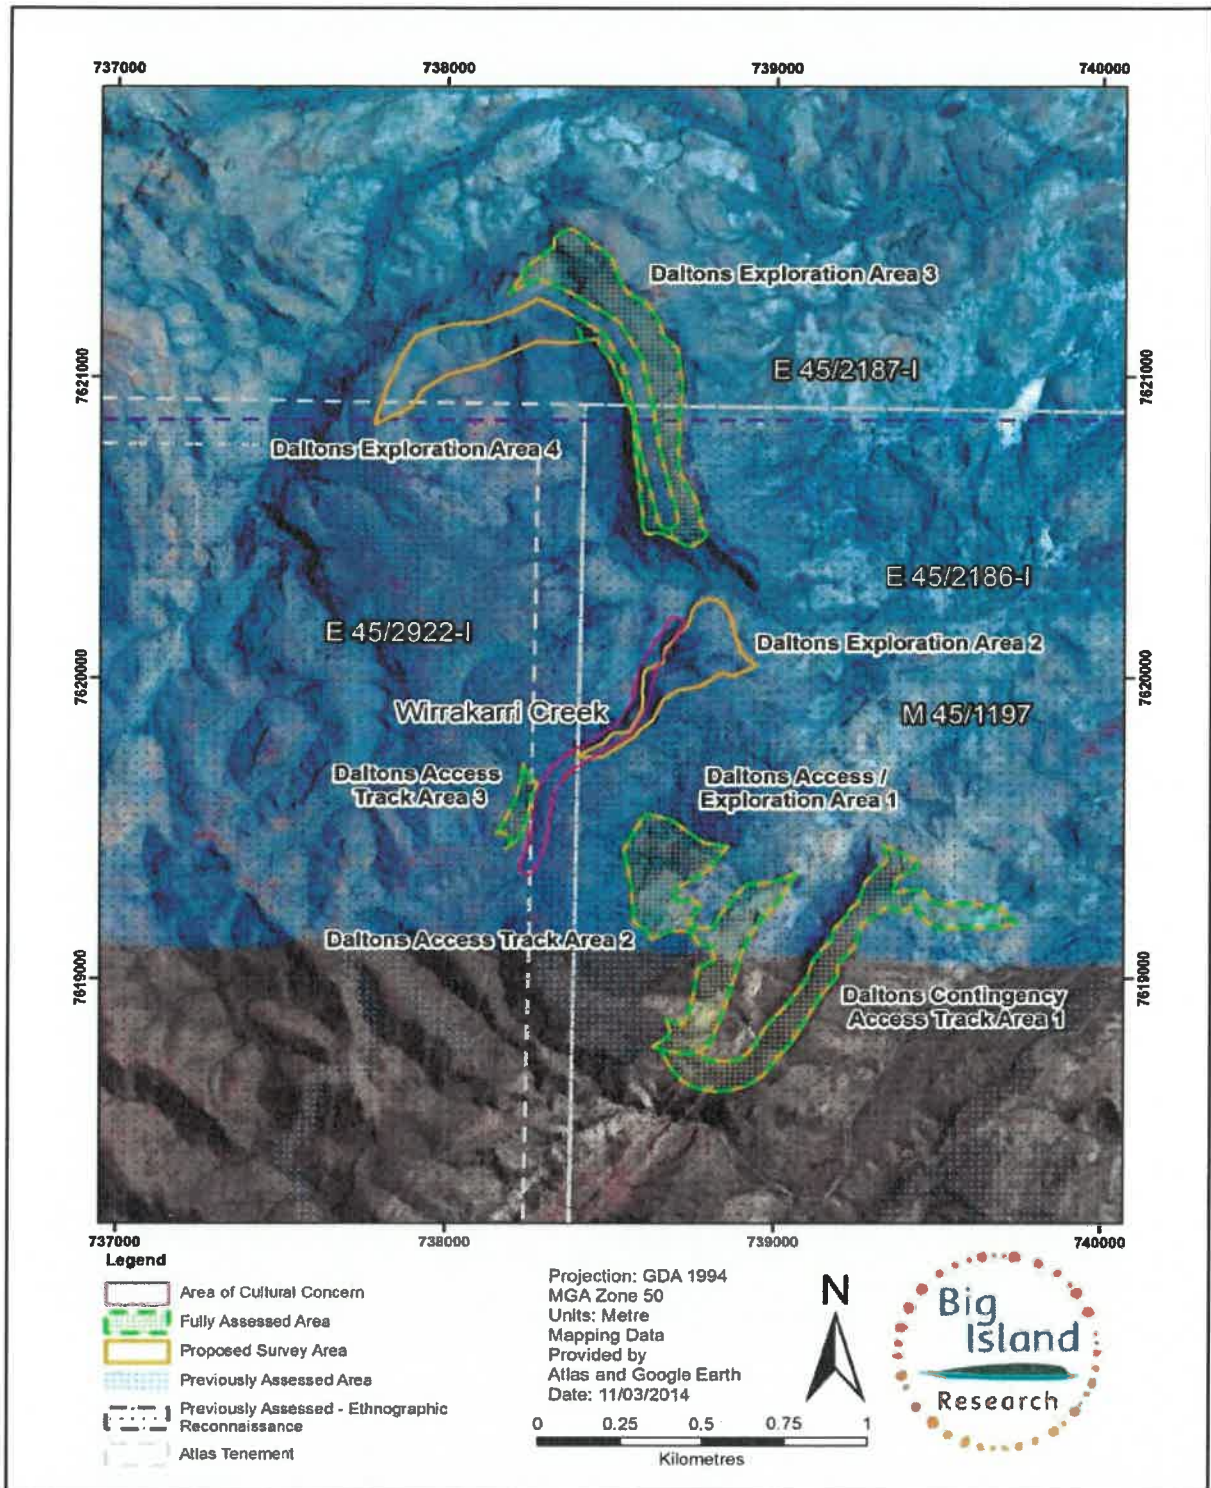 737000
738000
739000
740000
Daltons Exploration Area 3
E 45/2187-I
7621000
7621000
Daltons Exploration Area 4
E 45/2186-I
E 45/2922-I
Daltons Exploration Area 2
7620000
7620000
Wirrakarri Creek
M 45/1197
Daltons Access
Track Area 3
Daltons Access /
Exploration Area 1
Daltons Access Track Area 2
7619000
7619000
Daltons Contingency
Access Track Area 1
737000
738000
739000
740000
Legend
Area of Cultural Concern
Fully Assessed Area
Proposed Survey Area
Previously Assessed Area
Previously Assessed - Ethnographic
Reconnaissance
Atlas Tenement
Projection: GDA 1994
MGA Zone 50
Units: Metre
Mapping Data
Provided by
Atlas and Google Earth
Date: 11/03/2014
0 0.25 0.5 0.75 1
Kilometres
N
Big
Island
Research